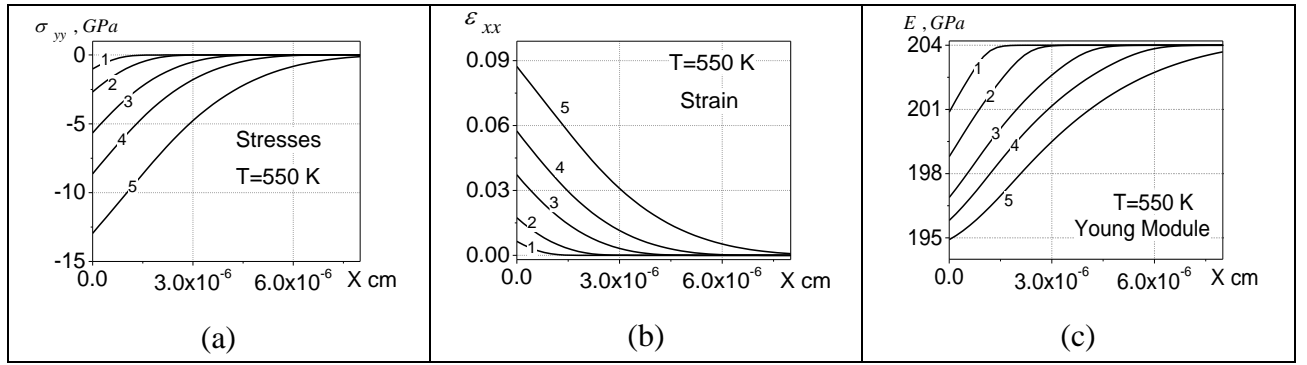 σ yy , GPa
0
-5
-10
-15
1
2
3
4
5
Stresses
T=550 K
0.0 3.0x10⁻⁶ 6.0x10⁻⁶ X cm
(a)
ε xx
0.09
0.06
0.03
0.00
T=550 K
Strain
5
4
3
2
1
0.0 3.0x10⁻⁶ 6.0x10⁻⁶ X cm
(b)
E , GPa
204
201
198
195
1
2
3
4
5
T=550 K
Young Module
0.0 3.0x10⁻⁶ 6.0x10⁻⁶ X cm
(c)